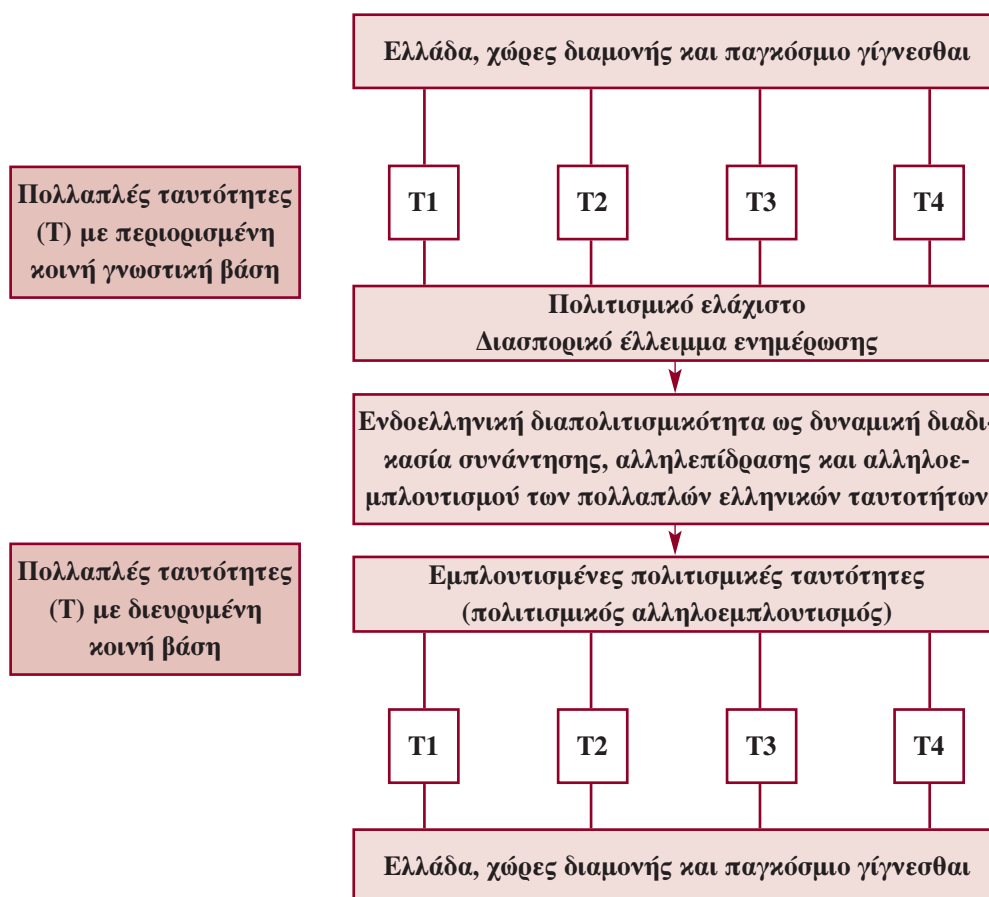 Ελλάδα, χώρες διαμονής και παγκόσμιο γίγνεσθαι
Πολλαπλές ταυτότητες
(Τ) με περιορισμένη
κοινή γνωστική βάση
Τ1 Τ2 Τ3 Τ4
Πολιτισμικό ελάχιστο
Διασπορικό έλλειμμα ενημέρωσης
Ενδοελληνική διαπολιτισμικότητα ως δυναμική διαδι-
κασία συνάντησης, αλληλεπίδρασης και αλληλοε-
μπλουτισμού των πολλαπλών ελληνικών ταυτοτήτων
Πολλαπλές ταυτότητες
(Τ) με διευρυμένη
κοινή βάση
Εμπλουτισμένες πολιτισμικές ταυτότητες
(πολιτισμικός αλληλοεμπλουτισμός)
Τ1 Τ2 Τ3 Τ4
Ελλάδα, χώρες διαμονής και παγκόσμιο γίγνεσθαι